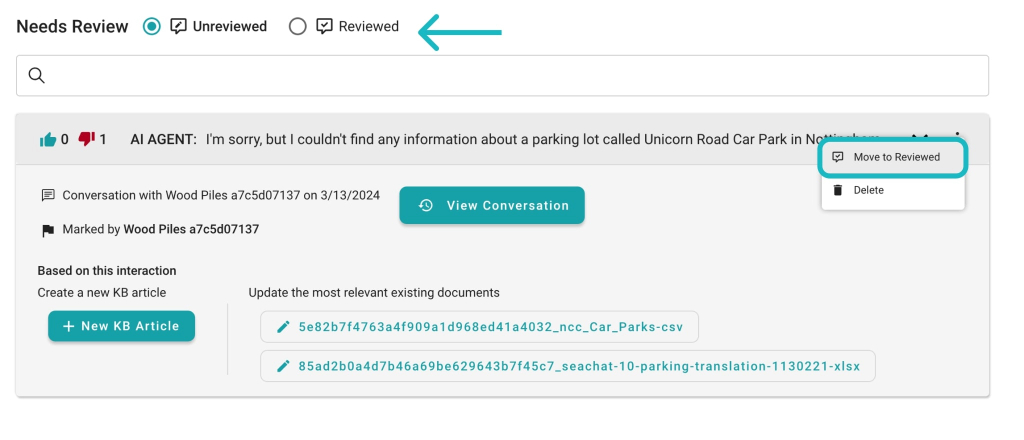 Needs Review Unreviewed Reviewed
0 1 AI AGENT: I'm sorry, but I couldn't find any information about a parking lot called Unicorn Road Car Park in Nottingham
Move to Reviewed
Delete
Conversation with Wood Piles a7c5d07137 on 3/13/2024
View Conversation
Marked by Wood Piles a7c5d07137
Based on this interaction
Create a new KB article
Update the most relevant existing documents
+ New KB Article
5e82b7f4763a4f909a1d968ed41a4032_ncc_Car_Parks-csv
85ad2b0a4d7b46a69be629643b7f45c7_seachat-10-parking-translation-1130221-xlsx